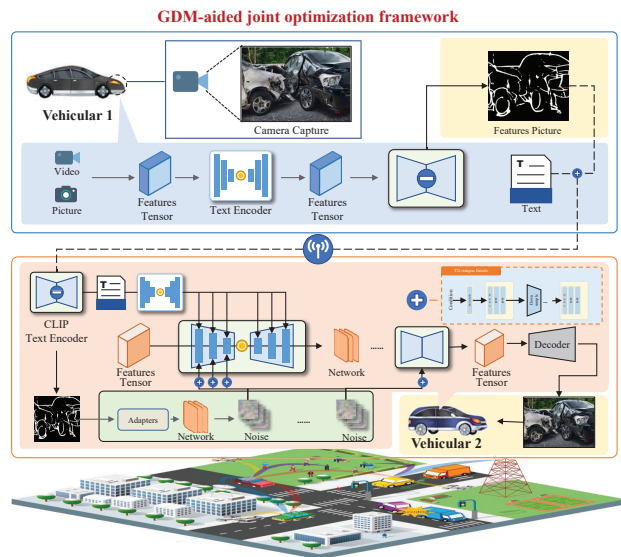 GDM-aided joint optimization framework
Vehicular 1
Camera Capture
Features Picture
Video
Picture
Features
Tensor
Text Encoder
Features
Tensor
T
Text
T
CLIP
Text Encoder
Condition
Features
Tensor
Network
......
Features
Tensor
Decoder
Adapters
Network
Noise
......
Noise
Vehicular 2